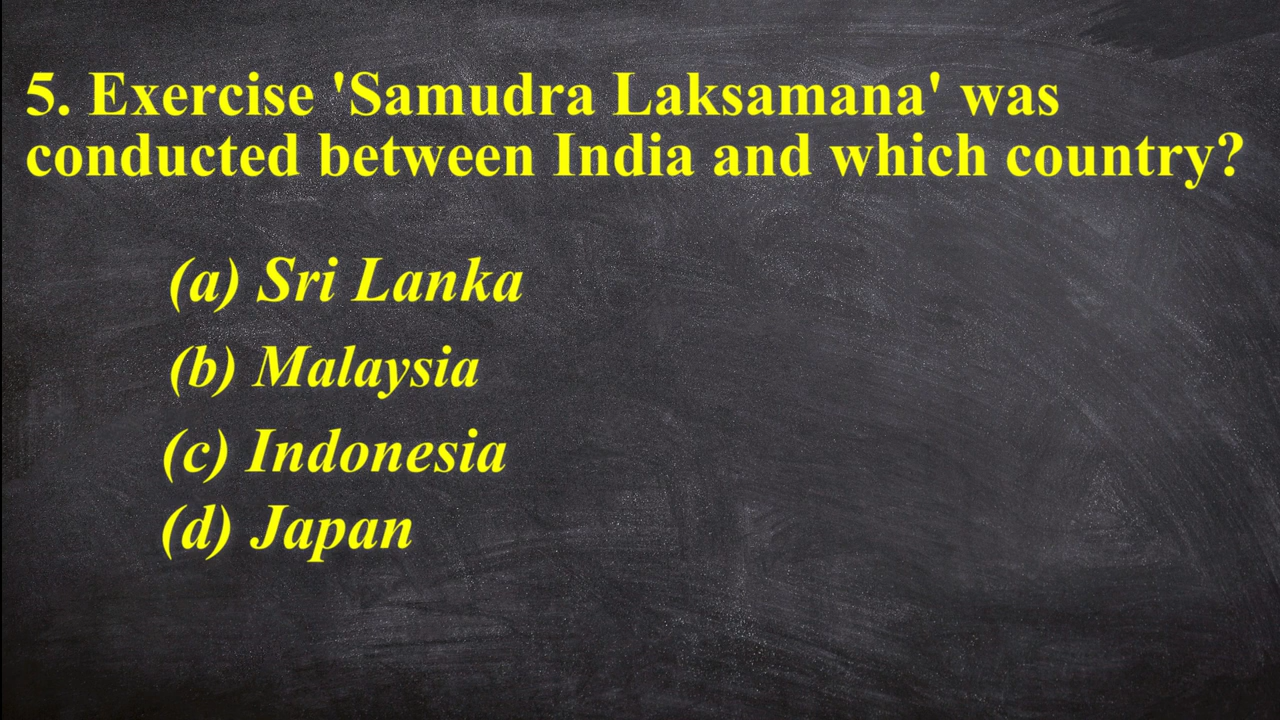 5. Exercise 'Samudra Laksamana' was
conducted between India and which country?
(a) Sri Lanka
(b) Malaysia
(c) Indonesia
(d) Japan